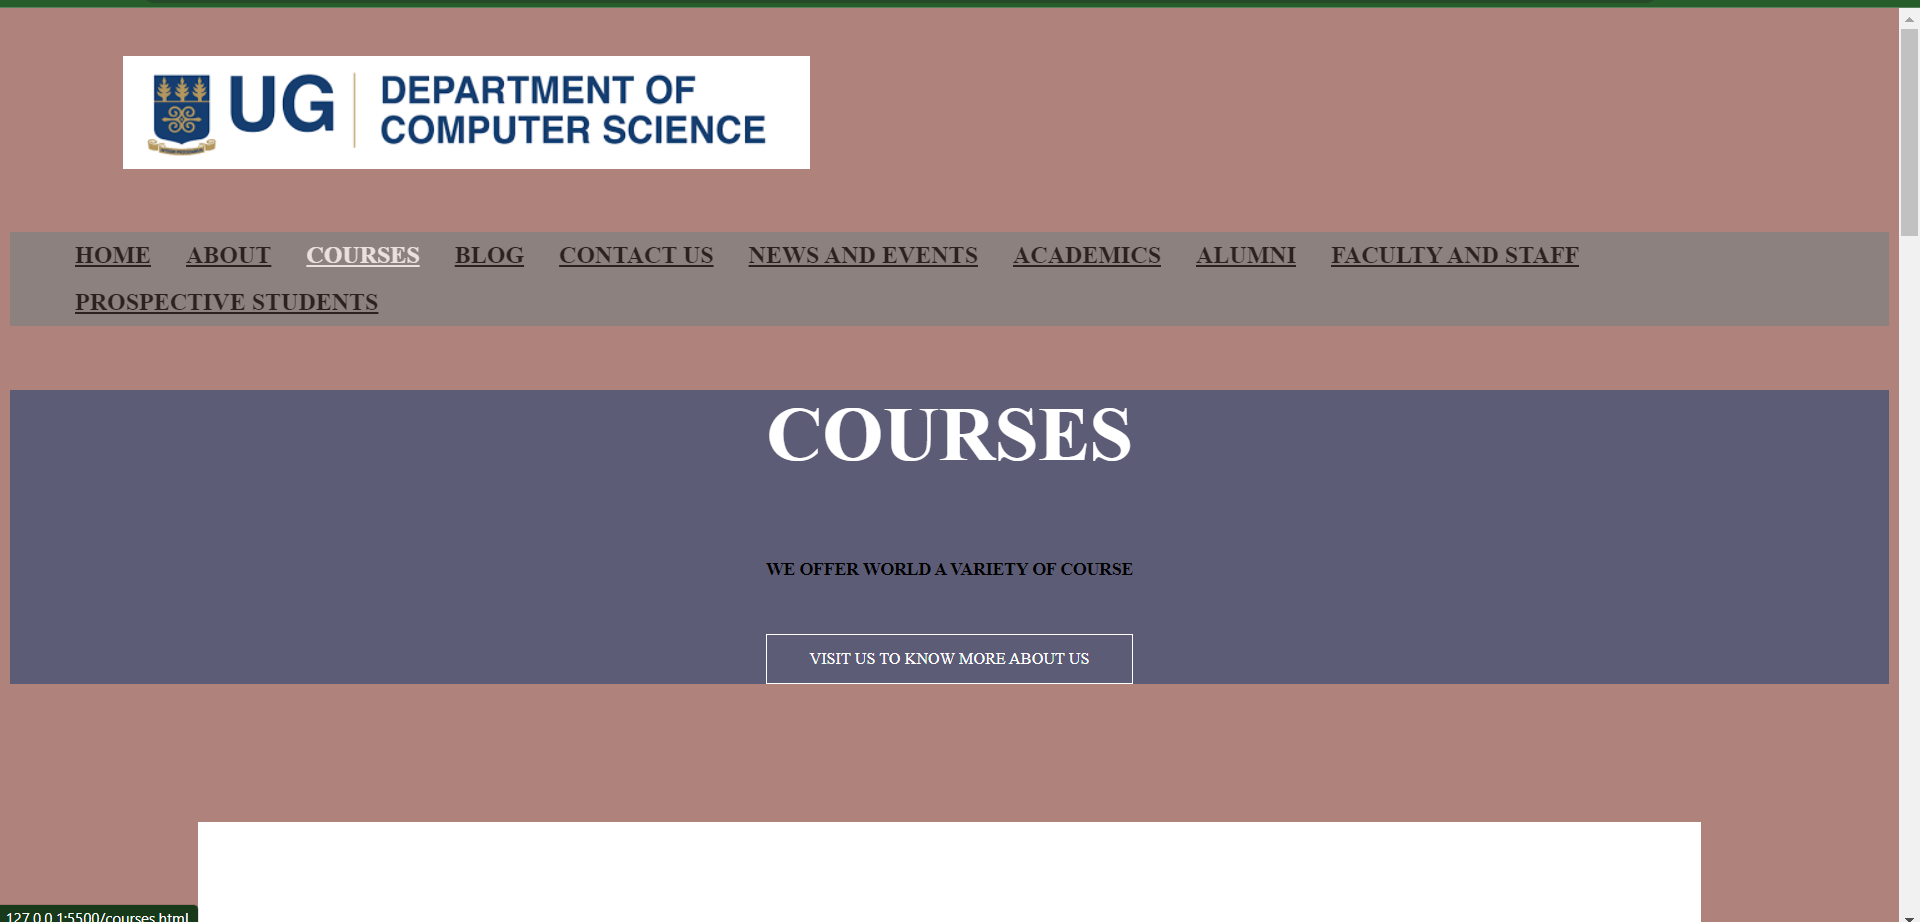 UG
DEPARTMENT OF
COMPUTER SCIENCE
HOME ABOUT COURSES BLOG CONTACT US NEWS AND EVENTS ACADEMICS ALUMNI FACULTY AND STAFF
PROSPECTIVE STUDENTS
COURSES
WE OFFER WORLD A VARIETY OF COURSE
VISIT US TO KNOW MORE ABOUT US
127.0.0.1:5500/courses.html